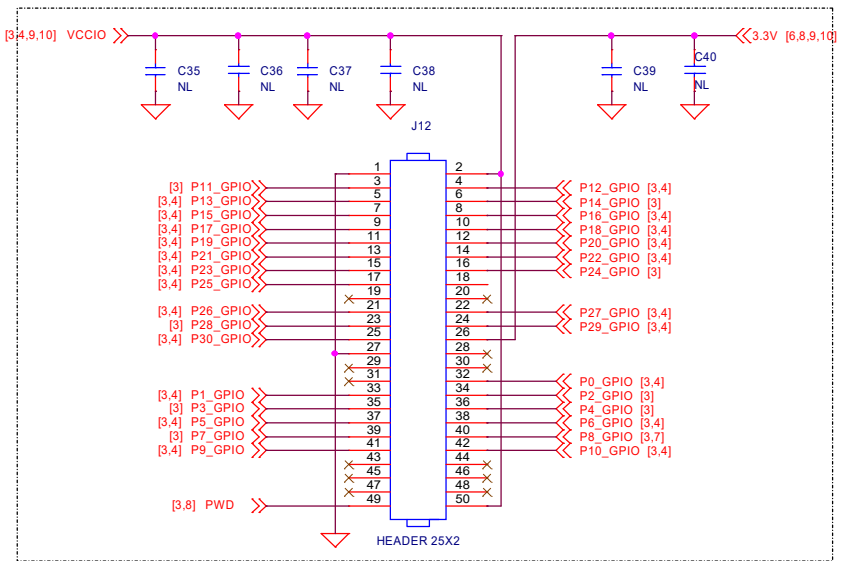 [3,4,9,10] VCCIO
3.3V [6,8,9,10]
C35
NL
C36
NL
C37
NL
C38
NL
C39
NL
C40
NL
J12
1 2
[3] P11_GPIO 3 4 P12_GPIO [3,4]
[3,4] P13_GPIO 5 6 P14_GPIO [3]
[3,4] P15_GPIO 7 8 P16_GPIO [3,4]
[3,4] P17_GPIO 9 10 P18_GPIO [3,4]
[3,4] P19_GPIO 11 12 P20_GPIO [3,4]
[3,4] P21_GPIO 13 14 P22_GPIO [3,4]
[3,4] P23_GPIO 15 16 P24_GPIO [3]
[3,4] P25_GPIO 17 18
19 20
[3,4] P26_GPIO 21 22 P27_GPIO [3,4]
[3] P28_GPIO 23 24 P29_GPIO [3,4]
[3,4] P30_GPIO 25 26
27 28
29 30
31 32 P0_GPIO [3,4]
[3,4] P1_GPIO 33 34 P2_GPIO [3]
[3] P3_GPIO 35 36 P4_GPIO [3]
[3,4] P5_GPIO 37 38 P6_GPIO [3,4]
[3] P7_GPIO 39 40 P8_GPIO [3,7]
[3,4] P9_GPIO 41 42 P10_GPIO [3,4]
43 44
45 46
47 48
[3,8] PWD 49 50
HEADER 25X2